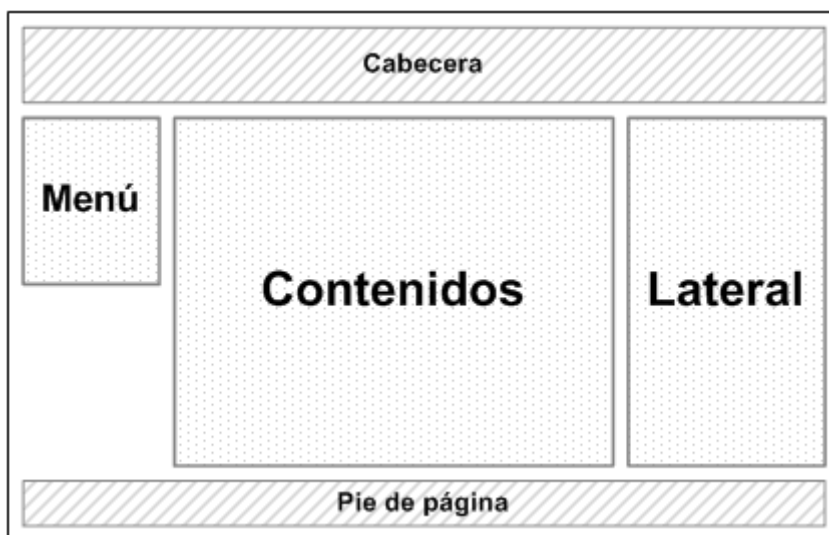 Cabecera
Menú
Contenidos
Lateral
Pie de página